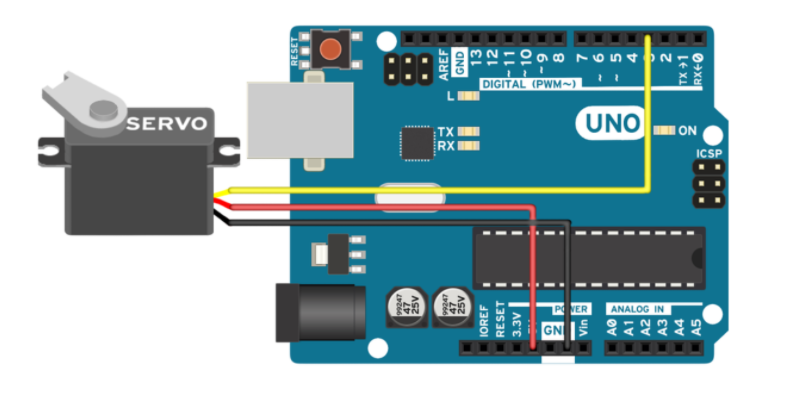 RESET
SERVO
AREF
GND
13
12
~11
~10
~9
8
7
~6
~5
4
2
TX→1
RX←0
DIGITAL (PWM~)
L
TX
RX
UNO
ON
ICSP
99247
47
25V
99247
47
25V
IOREF
RESET
3.3V
GND
Vin
POWER
ANALOG IN
A0
A1
A2
A3
A4
A5